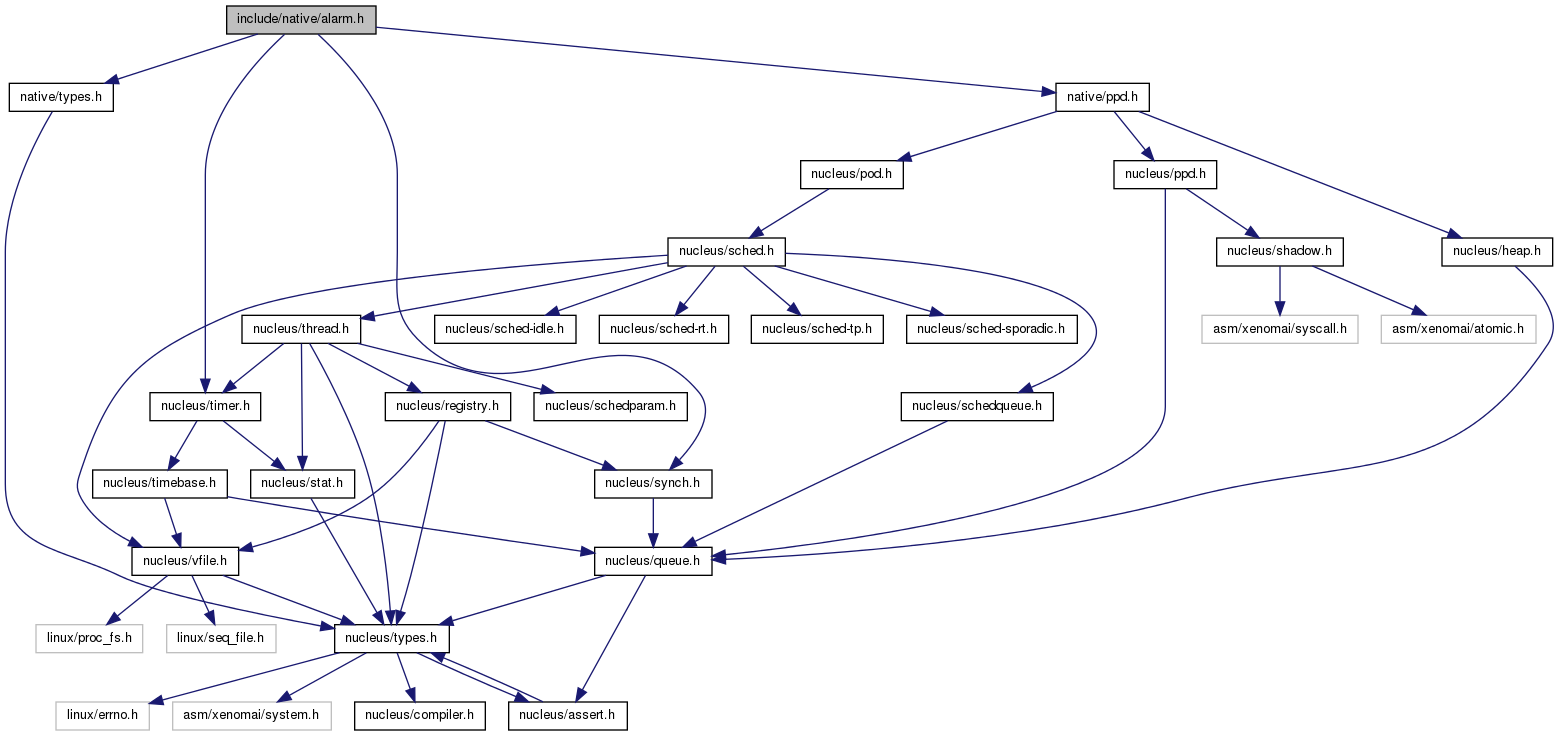 include/native/alarm.h
native/types.h
native/ppd.h
nucleus/pod.h
nucleus/ppd.h
nucleus/sched.h
nucleus/shadow.h
nucleus/heap.h
nucleus/thread.h
nucleus/sched-idle.h
nucleus/sched-rt.h
nucleus/sched-tp.h
nucleus/sched-sporadic.h
asm/xenomai/syscall.h
asm/xenomai/atomic.h
nucleus/timer.h
nucleus/registry.h
nucleus/schedparam.h
nucleus/schedqueue.h
nucleus/timebase.h
nucleus/stat.h
nucleus/synch.h
nucleus/vfile.h
nucleus/queue.h
linux/proc_fs.h
linux/seq_file.h
nucleus/types.h
linux/errno.h
asm/xenomai/system.h
nucleus/compiler.h
nucleus/assert.h